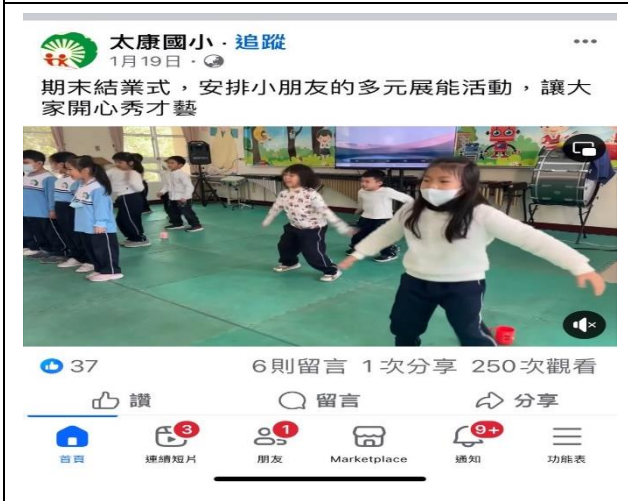 太康國小 · 追蹤
1月19日 ·
期末結業式，安排小朋友的多元展能活動，讓大
家開心秀才藝
37
6則留言 1次分享 250次觀看
讚
留言
分享
3
1
9+
首頁
連續短片
朋友
Marketplace
通知
功能表